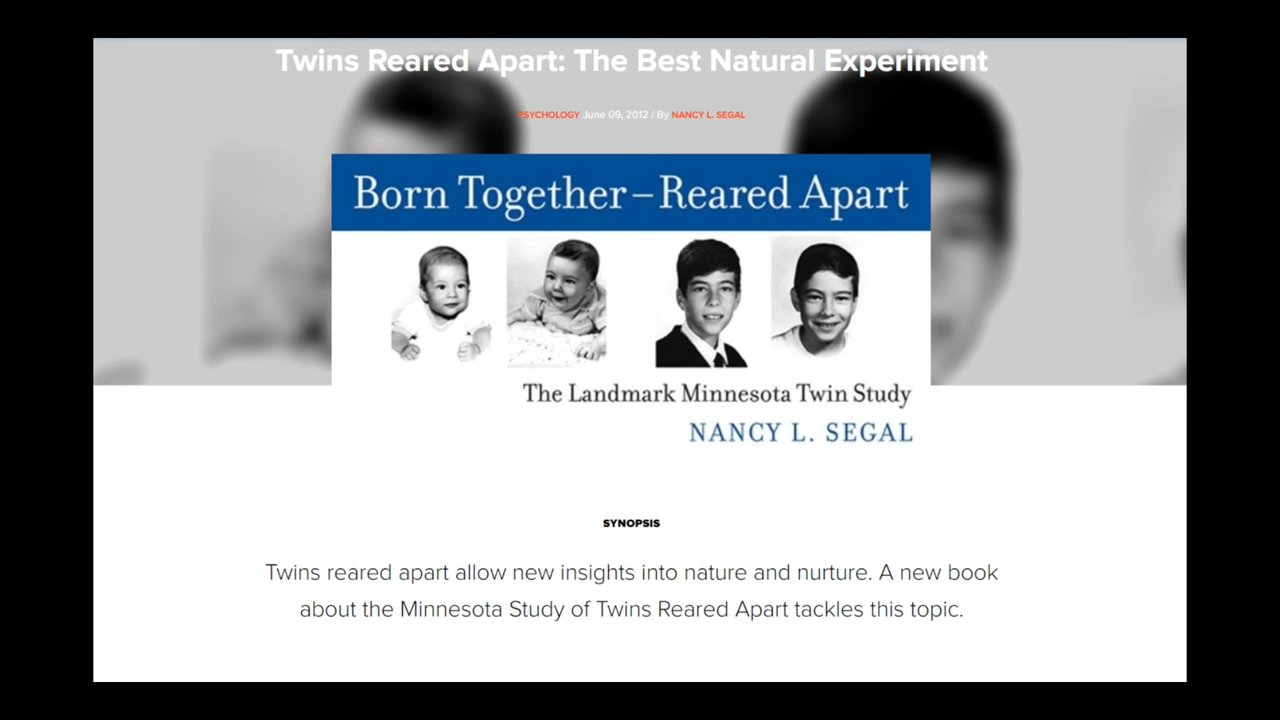 Twins Reared Apart: The Best Natural Experiment
PSYCHOLOGY June 09, 2012 / By NANCY L. SEGAL
Born Together–Reared Apart
The Landmark Minnesota Twin Study
NANCY L. SEGAL
SYNOPSIS
Twins reared apart allow new insights into nature and nurture. A new book
about the Minnesota Study of Twins Reared Apart tackles this topic.